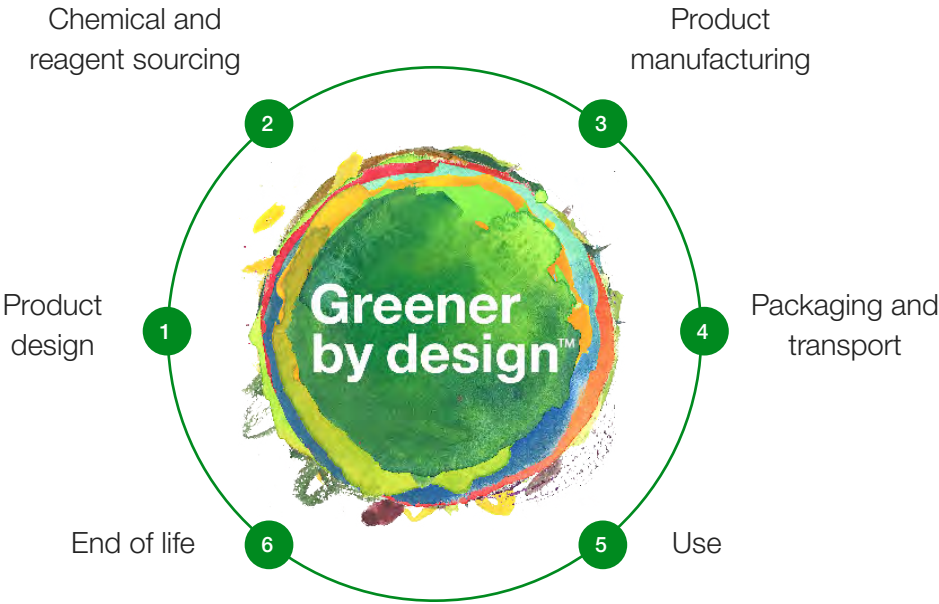 Chemical and
reagent sourcing
2
Product
manufacturing
3
Product
design
1
Greener
by design™
4
Packaging and
transport
End of life
6
5
Use